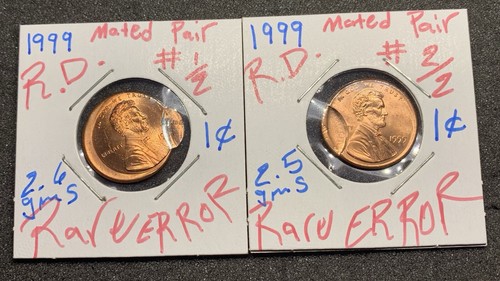 1999 Mated Pair
R.D. # 1/2
1¢
2.6
gms
Rare ERROR
1999 Mated Pair
R.D. # 2/2
1999
1¢
2.5
gms
Rare ERROR